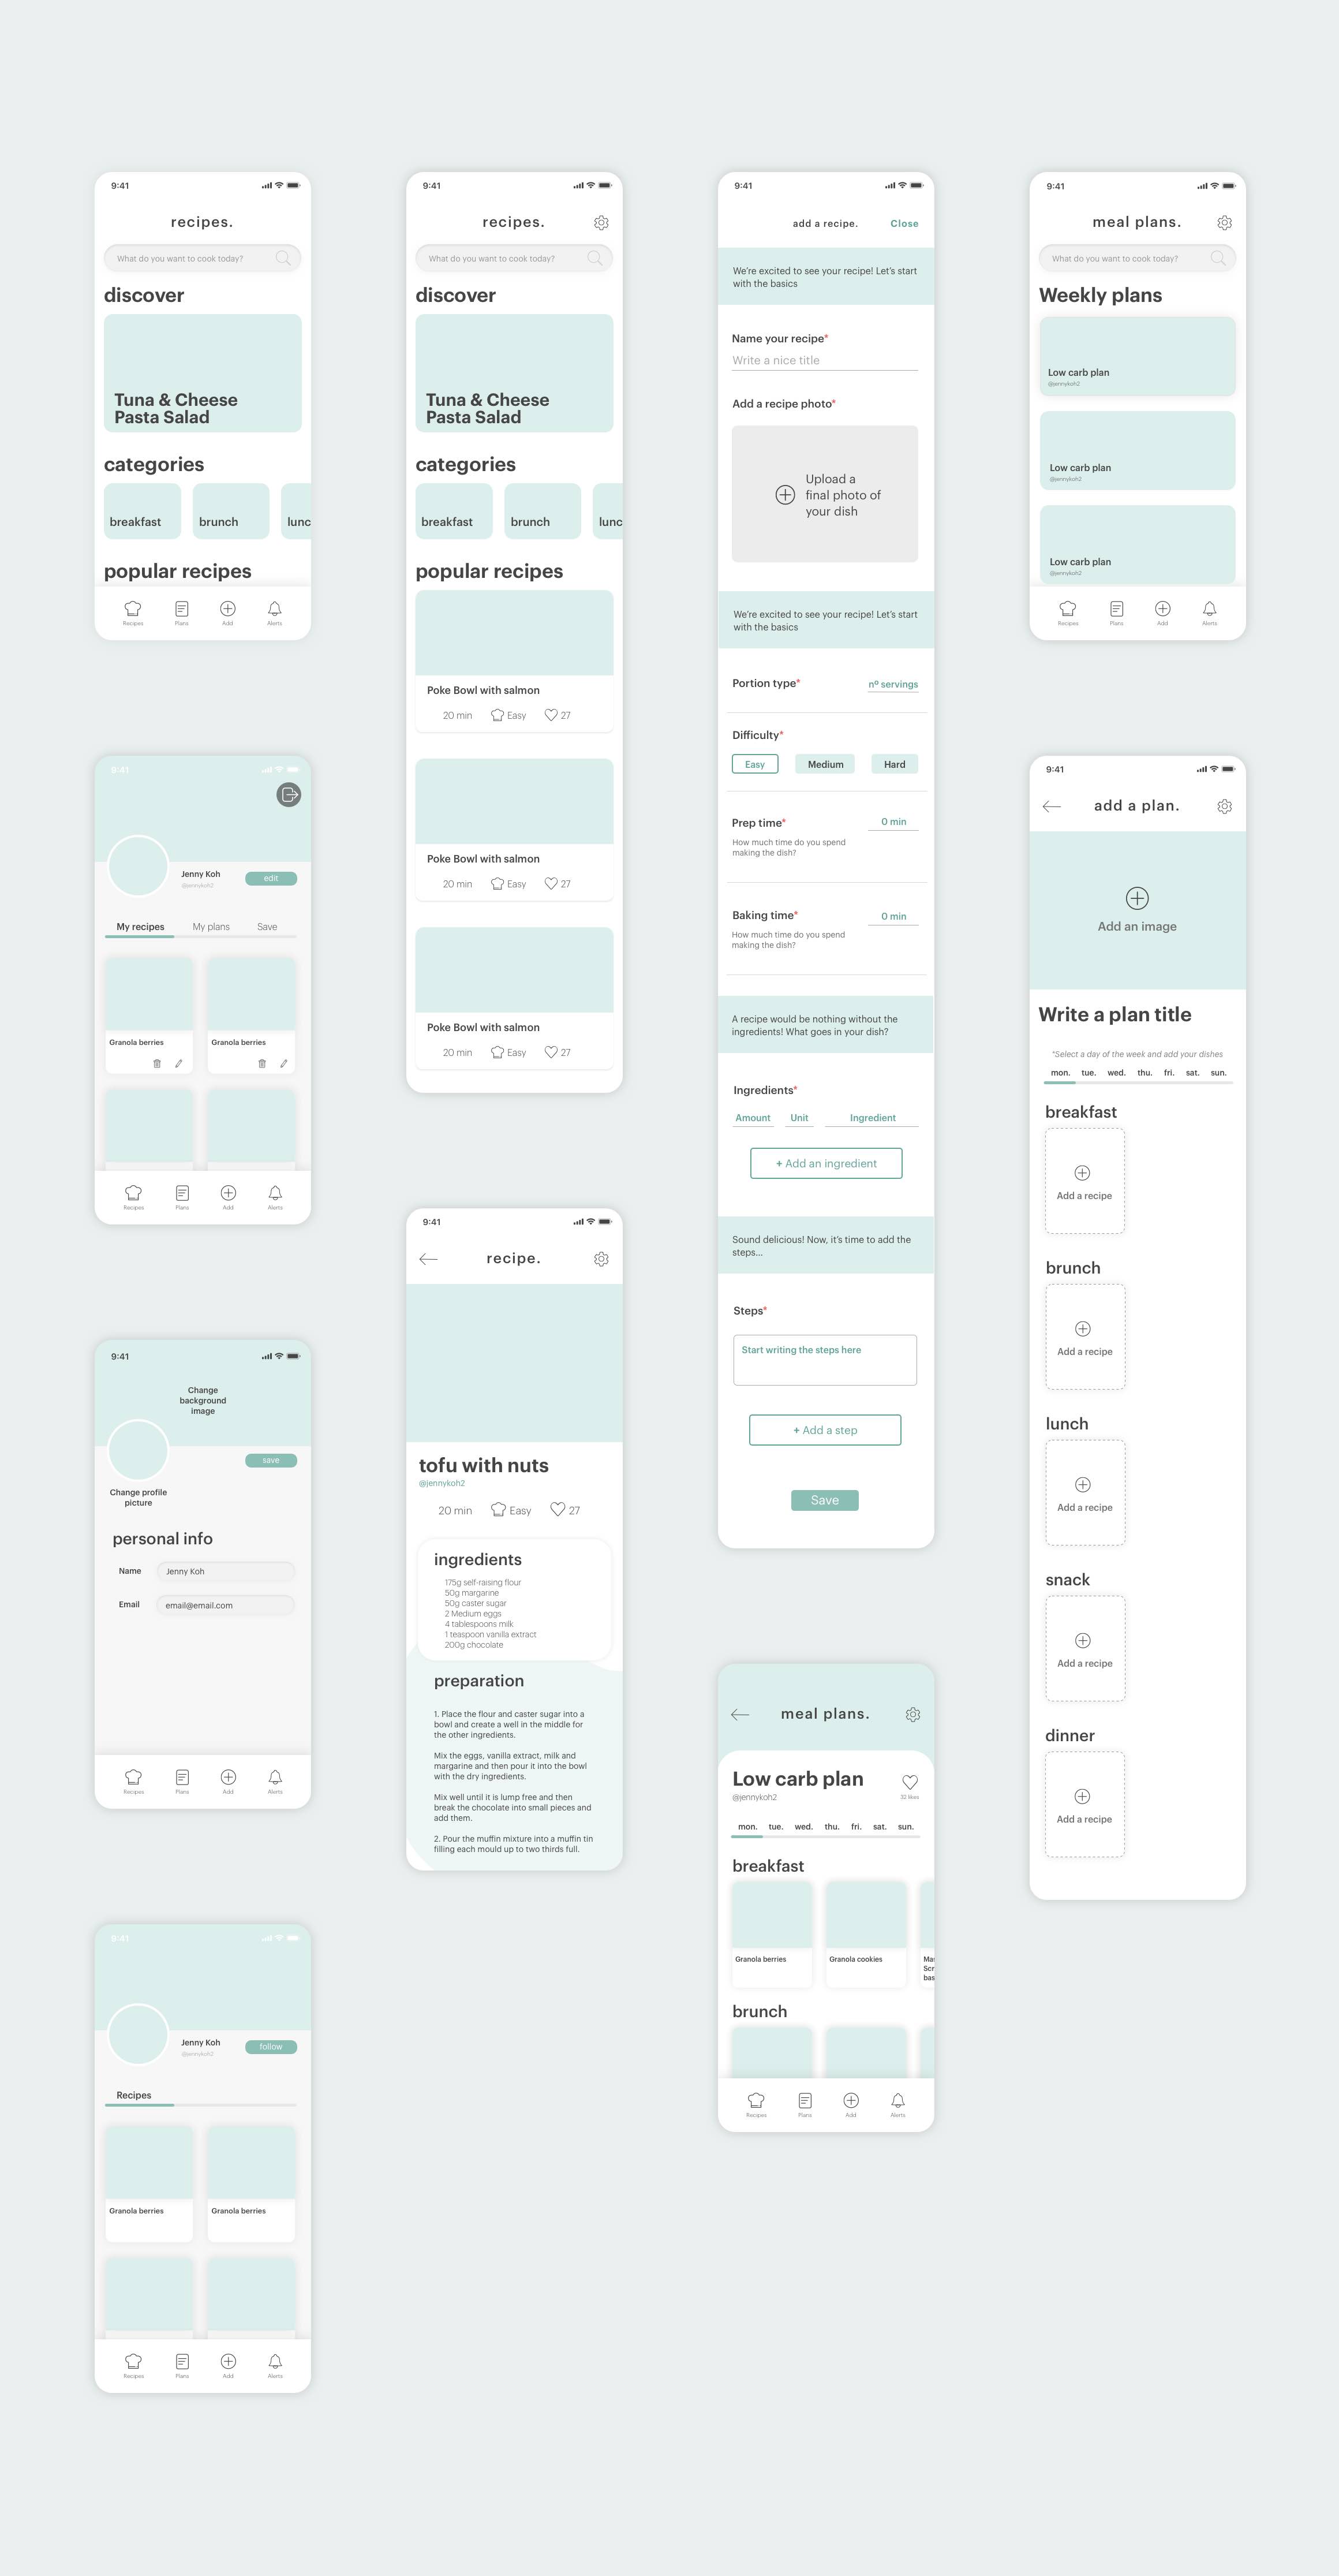 9:41
recipes.
What do you want to cook today?
discover
Tuna & Cheese
Pasta Salad
categories
breakfast
brunch
lunc
popular recipes
Recipes
Plans
Add
Alerts
9:41
Jenny Koh
@jennykoh2
edit
My recipes
My plans
Save
Granola berries
Granola berries
Recipes
Plans
Add
Alerts
9:41
Change
background
image
save
Change profile
picture
personal info
Name
Jenny Koh
Email
email@email.com
Recipes
Plans
Add
Alerts
9:41
Jenny Koh
@jennykoh2
follow
Recipes
Granola berries
Granola berries
Recipes
Plans
Add
Alerts
9:41
recipes.
What do you want to cook today?
discover
Tuna & Cheese
Pasta Salad
categories
breakfast
brunch
lunc
popular recipes
Poke Bowl with salmon
20 min
Easy
27
Poke Bowl with salmon
20 min
Easy
27
Poke Bowl with salmon
20 min
Easy
27
9:41
recipe.
tofu with nuts
@jennykoh2
20 min
Easy
27
ingredients
175g self-raising flour
50g margarine
50g caster sugar
2 Medium eggs
4 tablespoons milk
1 teaspoon vanilla extract
200g chocolate
preparation
1. Place the flour and caster sugar into a
bowl and create a well in the middle for
the other ingredients.
Mix the eggs, vanilla extract, milk and
margarine and then pour it into the bowl
with the dry ingredients.
Mix well until it is lump free and then
break the chocolate into small pieces and
add them.
2. Pour the muffin mixture into a muffin tin
filling each mould up to two thirds full.
9:41
add a recipe.
Close
We're excited to see your recipe! Let's start
with the basics
Name your recipe*
Write a nice title
Add a recipe photo*
Upload a
final photo of
your dish
We're excited to see your recipe! Let's start
with the basics
Portion type*
nº servings
Difficulty*
Easy
Medium
Hard
Prep time*
0 min
How much time do you spend
making the dish?
Baking time*
0 min
How much time do you spend
making the dish?
A recipe would be nothing without the
ingredients! What goes in your dish?
Ingredients*
Amount
Unit
Ingredient
+ Add an ingredient
Sound delicious! Now, it's time to add the
steps...
Steps*
Start writing the steps here
+ Add a step
Save
meal plans.
Low carb plan
@jennykoh2
32 likes
mon. tue. wed. thu. fri. sat. sun.
breakfast
Granola berries
Granola cookies
Mas
Scr
bas
brunch
Recipes
Plans
Add
Alerts
9:41
meal plans.
What do you want to cook today?
Weekly plans
Low carb plan
@jennykoh2
Low carb plan
@jennykoh2
Low carb plan
@jennykoh2
Recipes
Plans
Add
Alerts
9:41
add a plan.
Add an image
Write a plan title
*Select a day of the week and add your dishes
mon. tue. wed. thu. fri. sat. sun.
breakfast
Add a recipe
brunch
Add a recipe
lunch
Add a recipe
snack
Add a recipe
dinner
Add a recipe